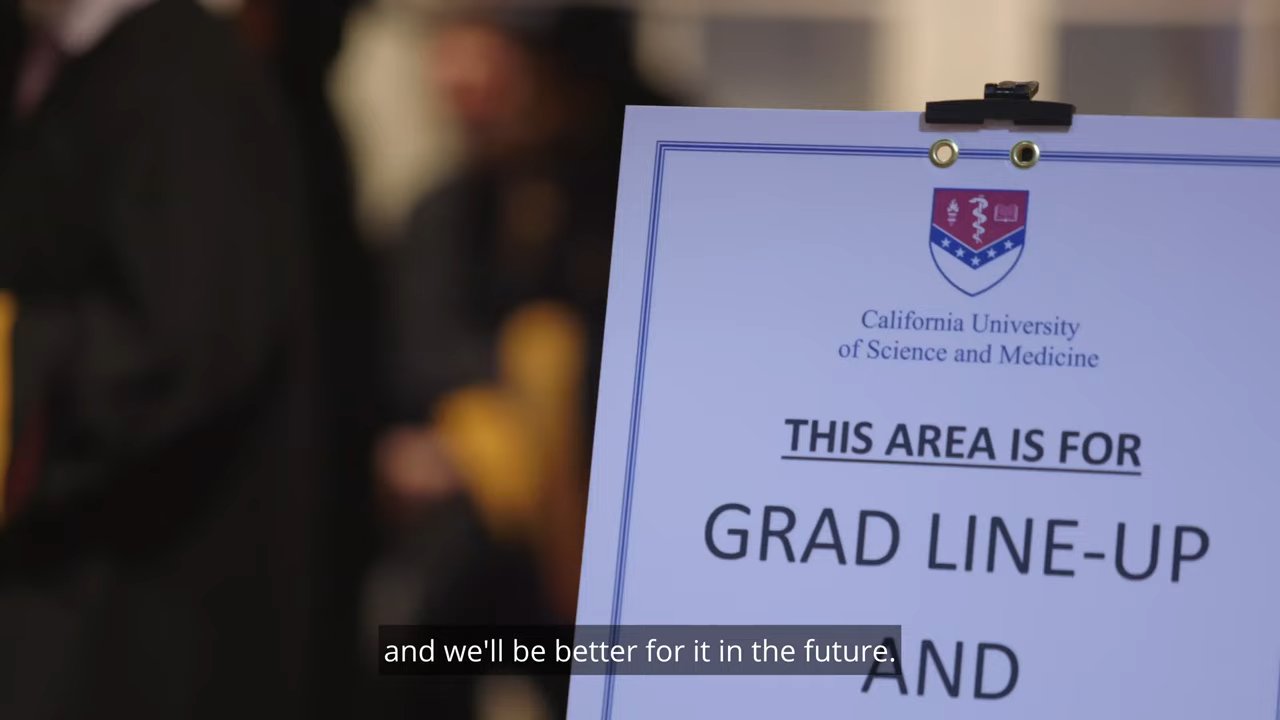 California University
of Science and Medicine
THIS AREA IS FOR
GRAD LINE-UP
AND
and we'll be better for it in the future.